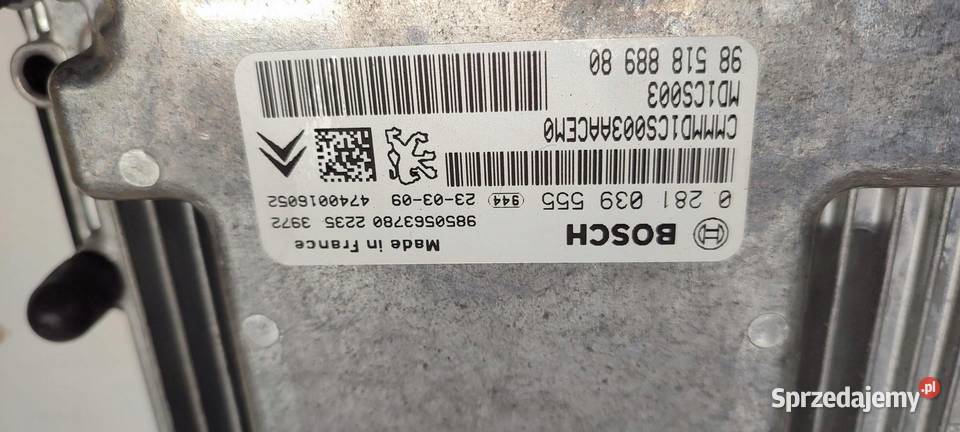 BOSCH
Made in France
0 281 039 555
944
23-03-09
9850563780 2235 3972
4740016052
CMMMD1CS003AACEM0
MD1CS003
98 518 889 80
Sprzedajemy.pl